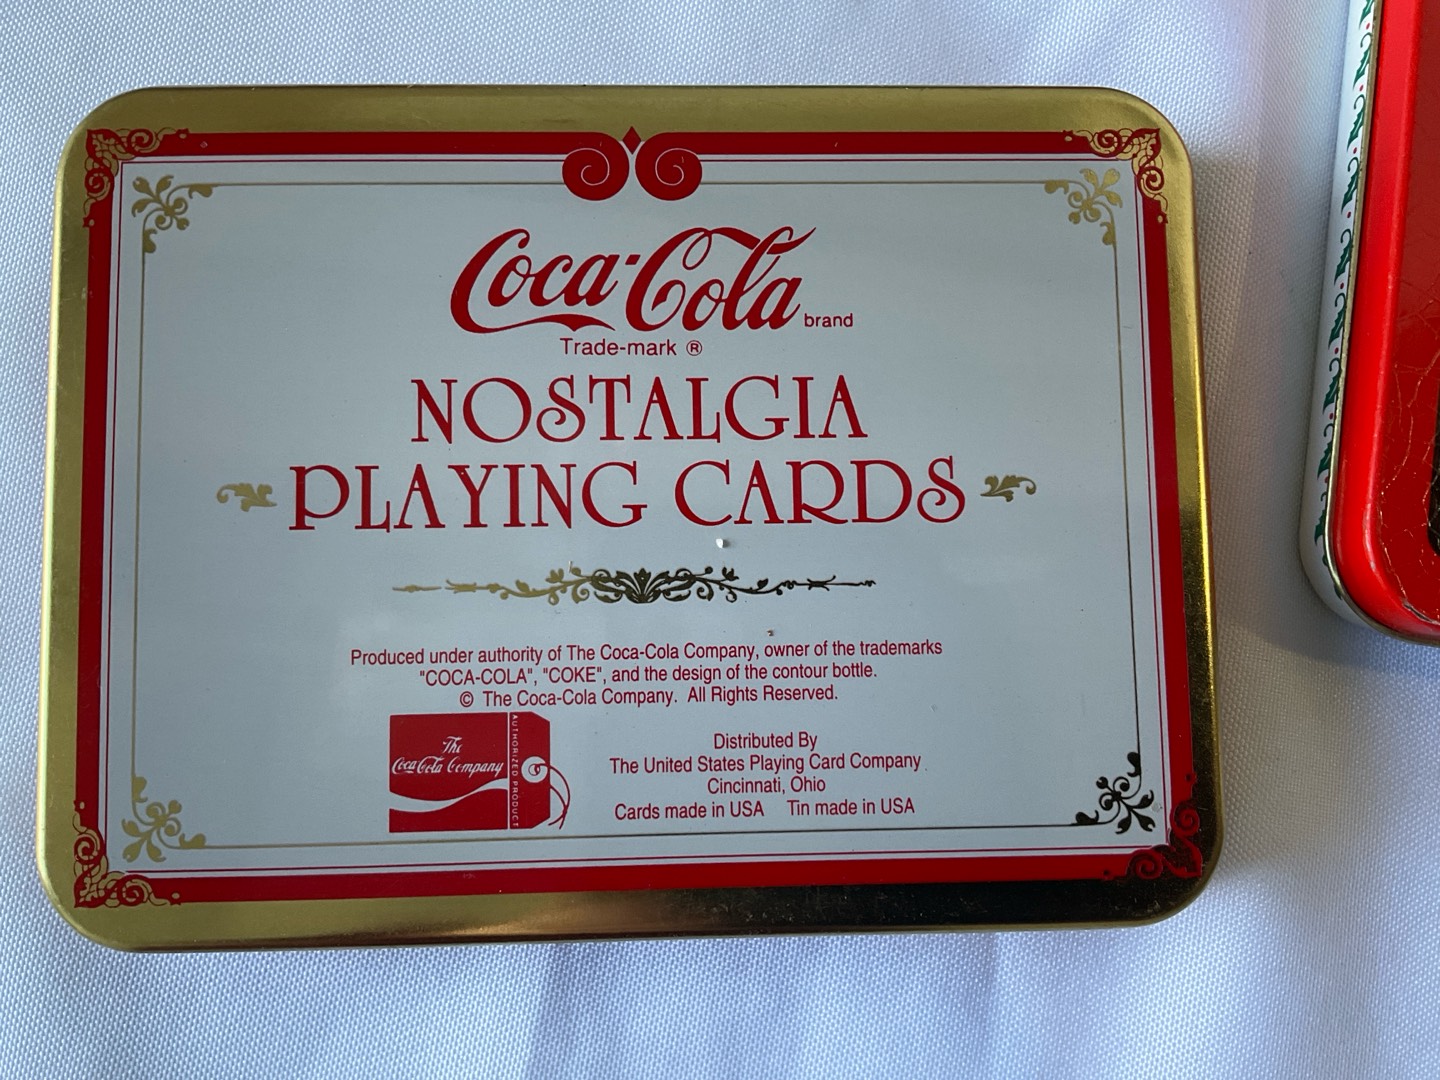 Coca-Cola brand
Trade-mark ®
NOSTALGIA
PLAYING CARDS
Produced under authority of The Coca-Cola Company, owner of the trademarks
"COCA-COLA", "COKE", and the design of the contour bottle.
© The Coca-Cola Company. All Rights Reserved.
The
Coca-Cola Company
AUTHORIZED PRODUCT
Distributed By
The United States Playing Card Company
Cincinnati, Ohio
Cards made in USA Tin made in USA